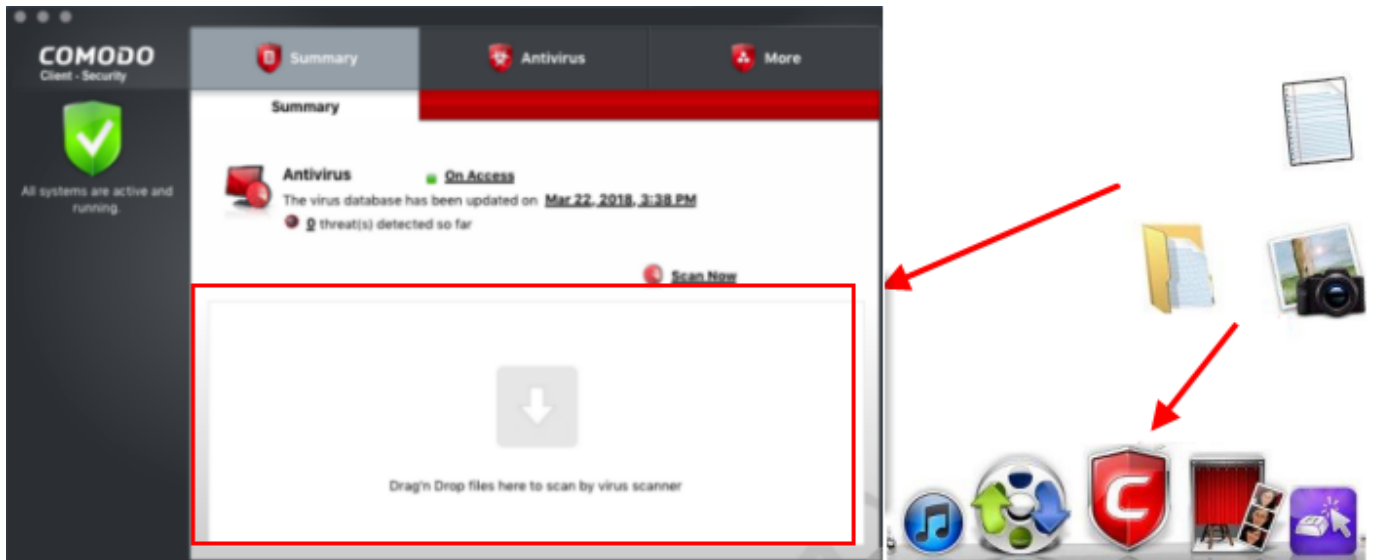 COMODO
Client - Security
Summary
Antivirus
More
Summary
All systems are active and
running.
Antivirus
On Access
The virus database has been updated on Mar 22, 2018, 3:38 PM
0 threat(s) detected so far
Scan Now
Drag'n Drop files here to scan by virus scanner
C